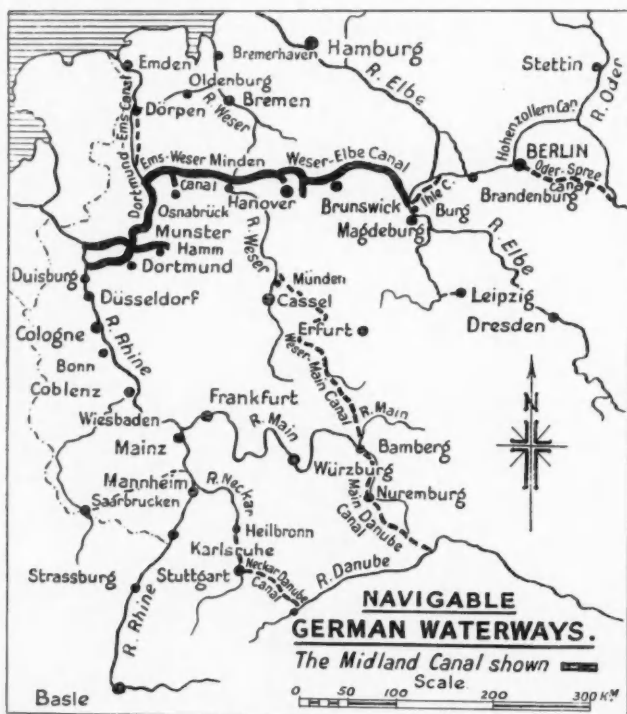 Emden
Bremerhaven
Hamburg
Stettin
Oldenburg
R. Weser
Bremen
R. Elbe
R. Oder
Dörpen
Dortmund-Ems Canal
Hohenzollern Can.
BERLIN
Ems-Weser
Canal
Minden
Weser-Elbe Canal
Oder-Spree
Canal
Osnabrück
Hanover
Brunswick
Ihle C.
Burg
Brandenburg
Magdeburg
Munster
Hamm
Dortmund
R. Weser
R. Elbe
Duisburg
Münden
Düsseldorf
Cassel
Leipzig
Dresden
Cologne
R. Rhine
Erfurt
Bonn
Weser-Main Canal
Coblenz
Frankfurt
N
Wiesbaden
R. Main
R. Main
Mainz
Bamberg
Würzburg
Mannheim
R. Neckar
Nuremburg
Saarbrucken
Main Danube
Canal
Heilbronn
Karlsruhe
Strassburg
Stuttgart
Neckar Danube
Canal
R. Danube
R. Rhine
Basle
NAVIGABLE
GERMAN WATERWAYS.
The Midland Canal shown
Scale
0 50 100 200 300 KM